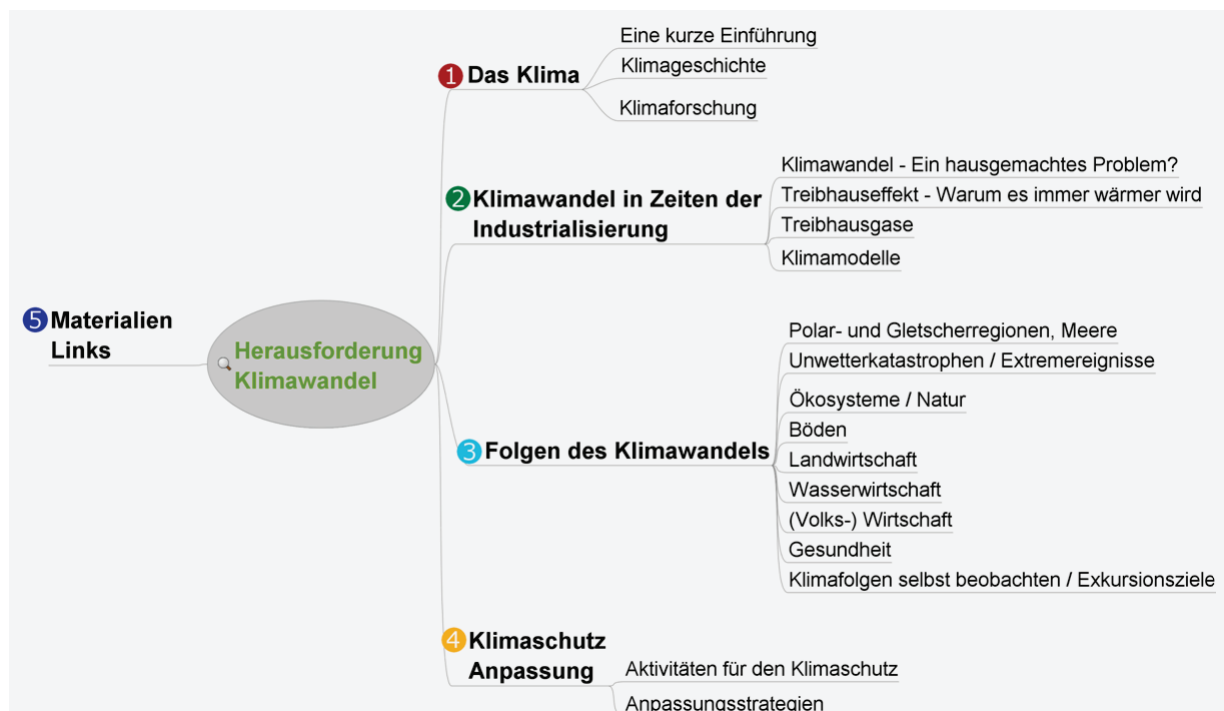 1 Das Klima
Eine kurze Einführung
Klimageschichte
Klimaforschung
2 Klimawandel in Zeiten der
Industrialisierung
Klimawandel - Ein hausgemachtes Problem?
Treibhauseffekt - Warum es immer wärmer wird
Treibhausgase
Klimamodelle
5 Materialien
Links
Herausforderung
Klimawandel
3 Folgen des Klimawandels
Polar- und Gletscherregionen, Meere
Unwetterkatastrophen / Extremereignisse
Ökosysteme / Natur
Böden
Landwirtschaft
Wasserwirtschaft
(Volks-) Wirtschaft
Gesundheit
Klimafolgen selbst beobachten / Exkursionsziele
4 Klimaschutz
Anpassung
Aktivitäten für den Klimaschutz
Anpassungsstrategien